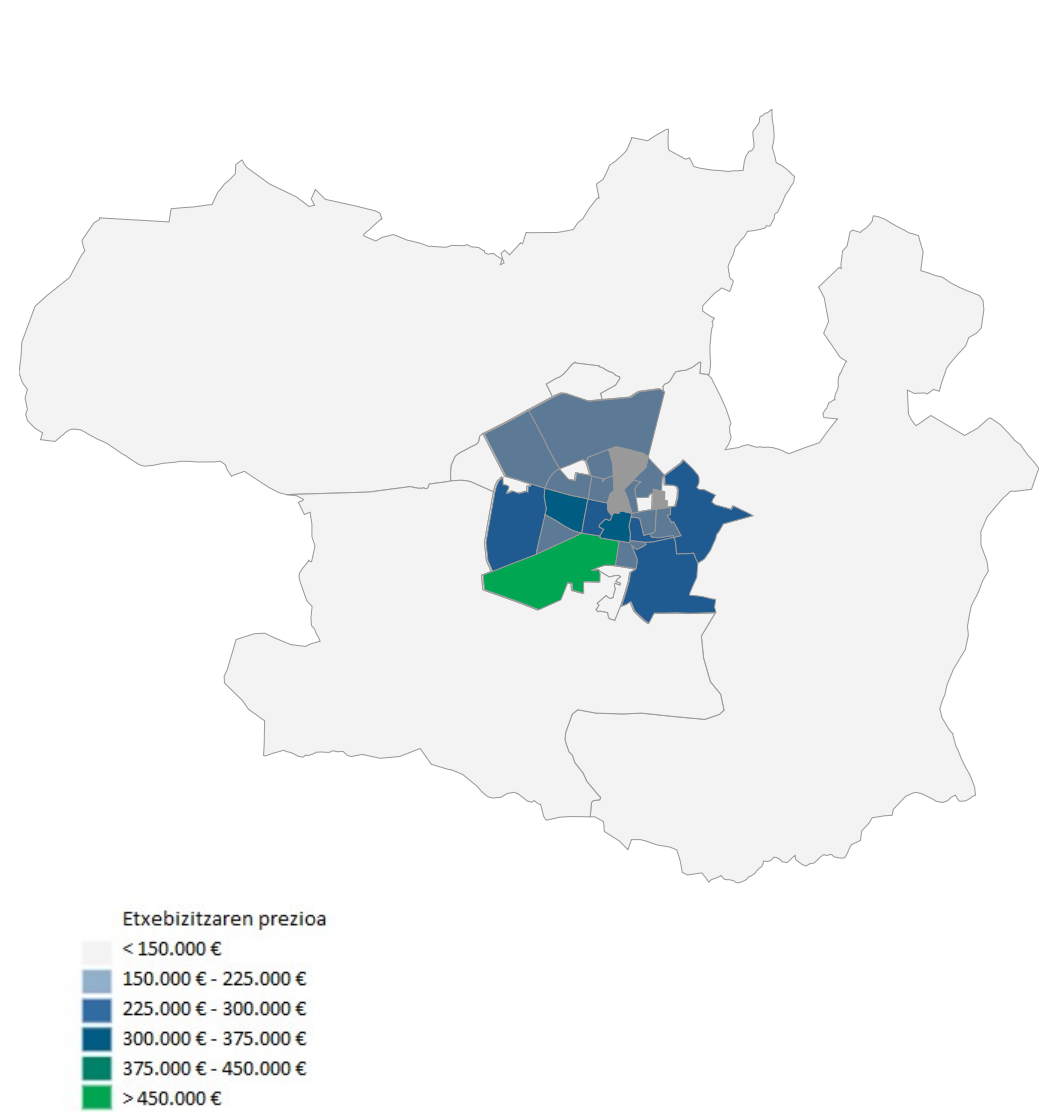 Etxebizitzaren prezioa
< 150.000 €
150.000 € - 225.000 €
225.000 € - 300.000 €
300.000 € - 375.000 €
375.000 € - 450.000 €
> 450.000 €